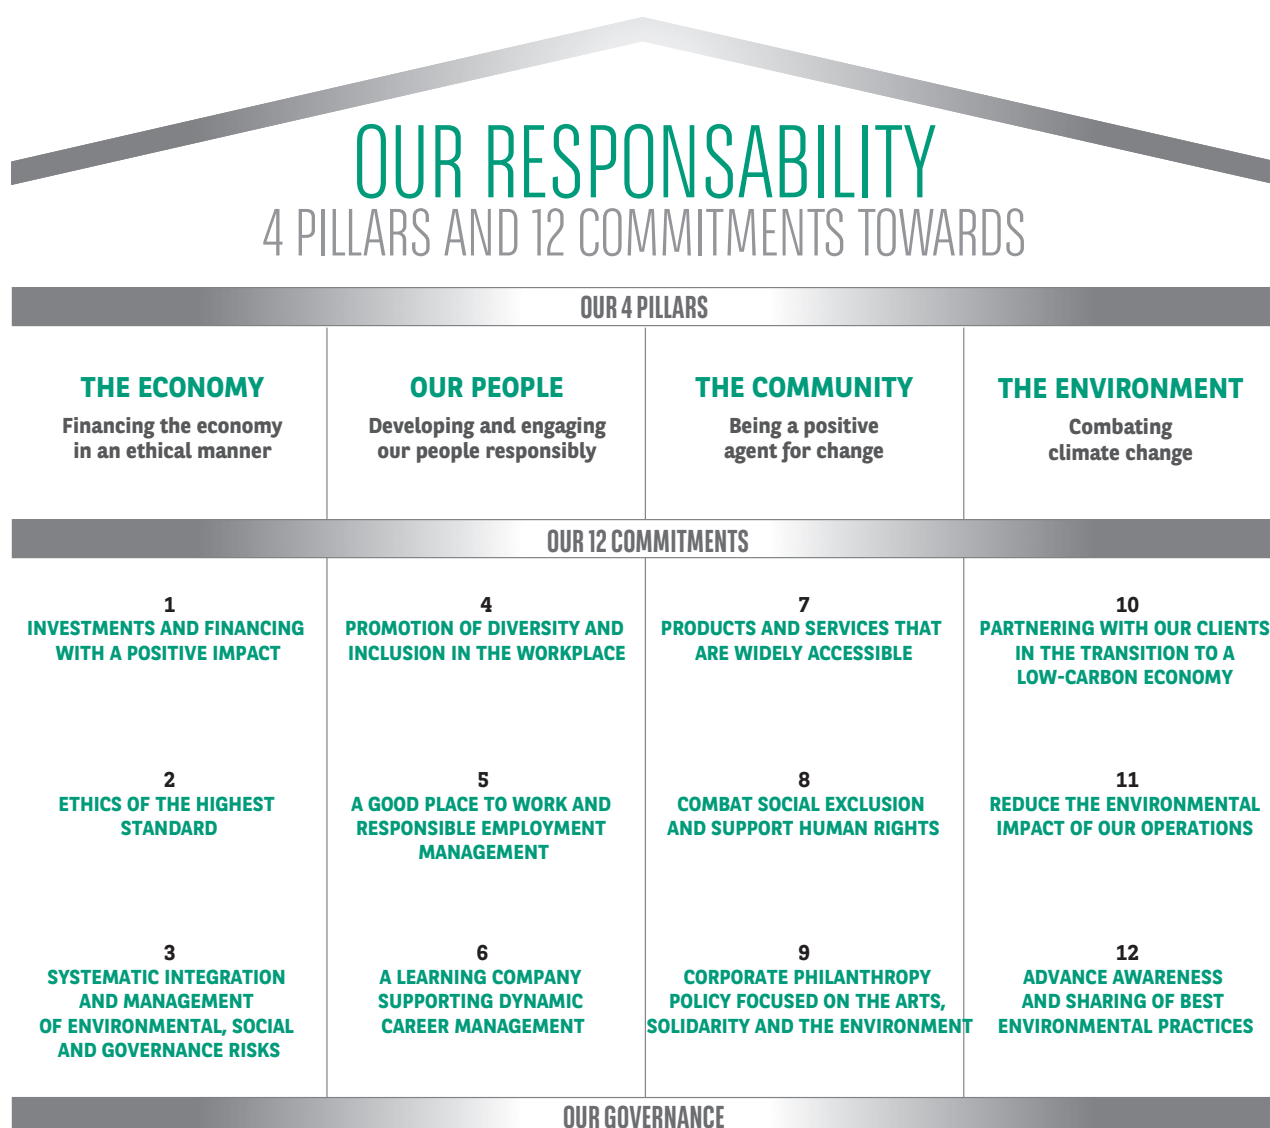 OUR RESPONSABILITY
4 PILLARS AND 12 COMMITMENTS TOWARDS
OUR 4 PILLARS
THE ECONOMY
Financing the economy
in an ethical manner
OUR PEOPLE
Developing and engaging
our people responsibly
THE COMMUNITY
Being a positive
agent for change
THE ENVIRONMENT
Combating
climate change
OUR 12 COMMITMENTS
1
INVESTMENTS AND FINANCING
WITH A POSITIVE IMPACT
4
PROMOTION OF DIVERSITY AND
INCLUSION IN THE WORKPLACE
7
PRODUCTS AND SERVICES THAT
ARE WIDELY ACCESSIBLE
10
PARTNERING WITH OUR CLIENTS
IN THE TRANSITION TO A
LOW-CARBON ECONOMY
2
ETHICS OF THE HIGHEST
STANDARD
5
A GOOD PLACE TO WORK AND
RESPONSIBLE EMPLOYMENT
MANAGEMENT
8
COMBAT SOCIAL EXCLUSION
AND SUPPORT HUMAN RIGHTS
11
REDUCE THE ENVIRONMENTAL
IMPACT OF OUR OPERATIONS
3
SYSTEMATIC INTEGRATION
AND MANAGEMENT
OF ENVIRONMENTAL, SOCIAL
AND GOVERNANCE RISKS
6
A LEARNING COMPANY
SUPPORTING DYNAMIC
CAREER MANAGEMENT
9
CORPORATE PHILANTHROPY
POLICY FOCUSED ON THE ARTS,
SOLIDARITY AND THE ENVIRONMENT
12
ADVANCE AWARENESS
AND SHARING OF BEST
ENVIRONMENTAL PRACTICES
OUR GOVERNANCE